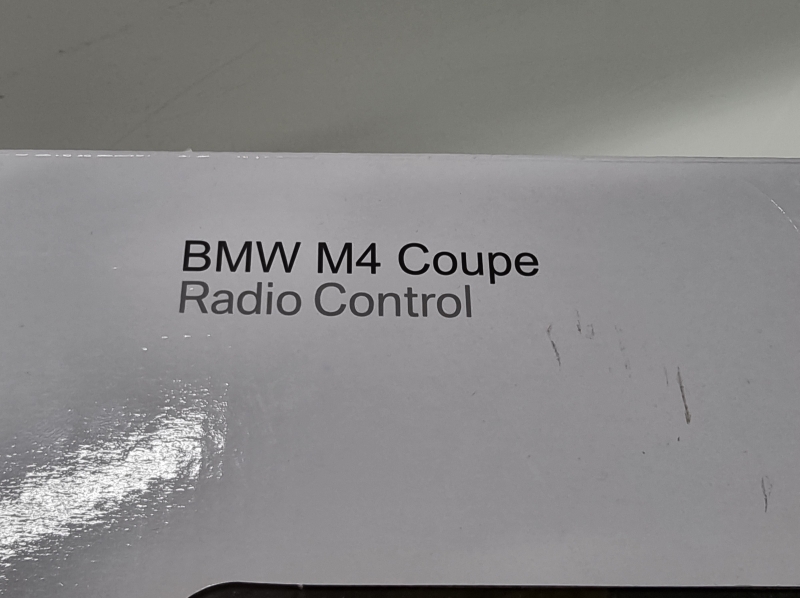 BMW M4 Coupe
Radio Control